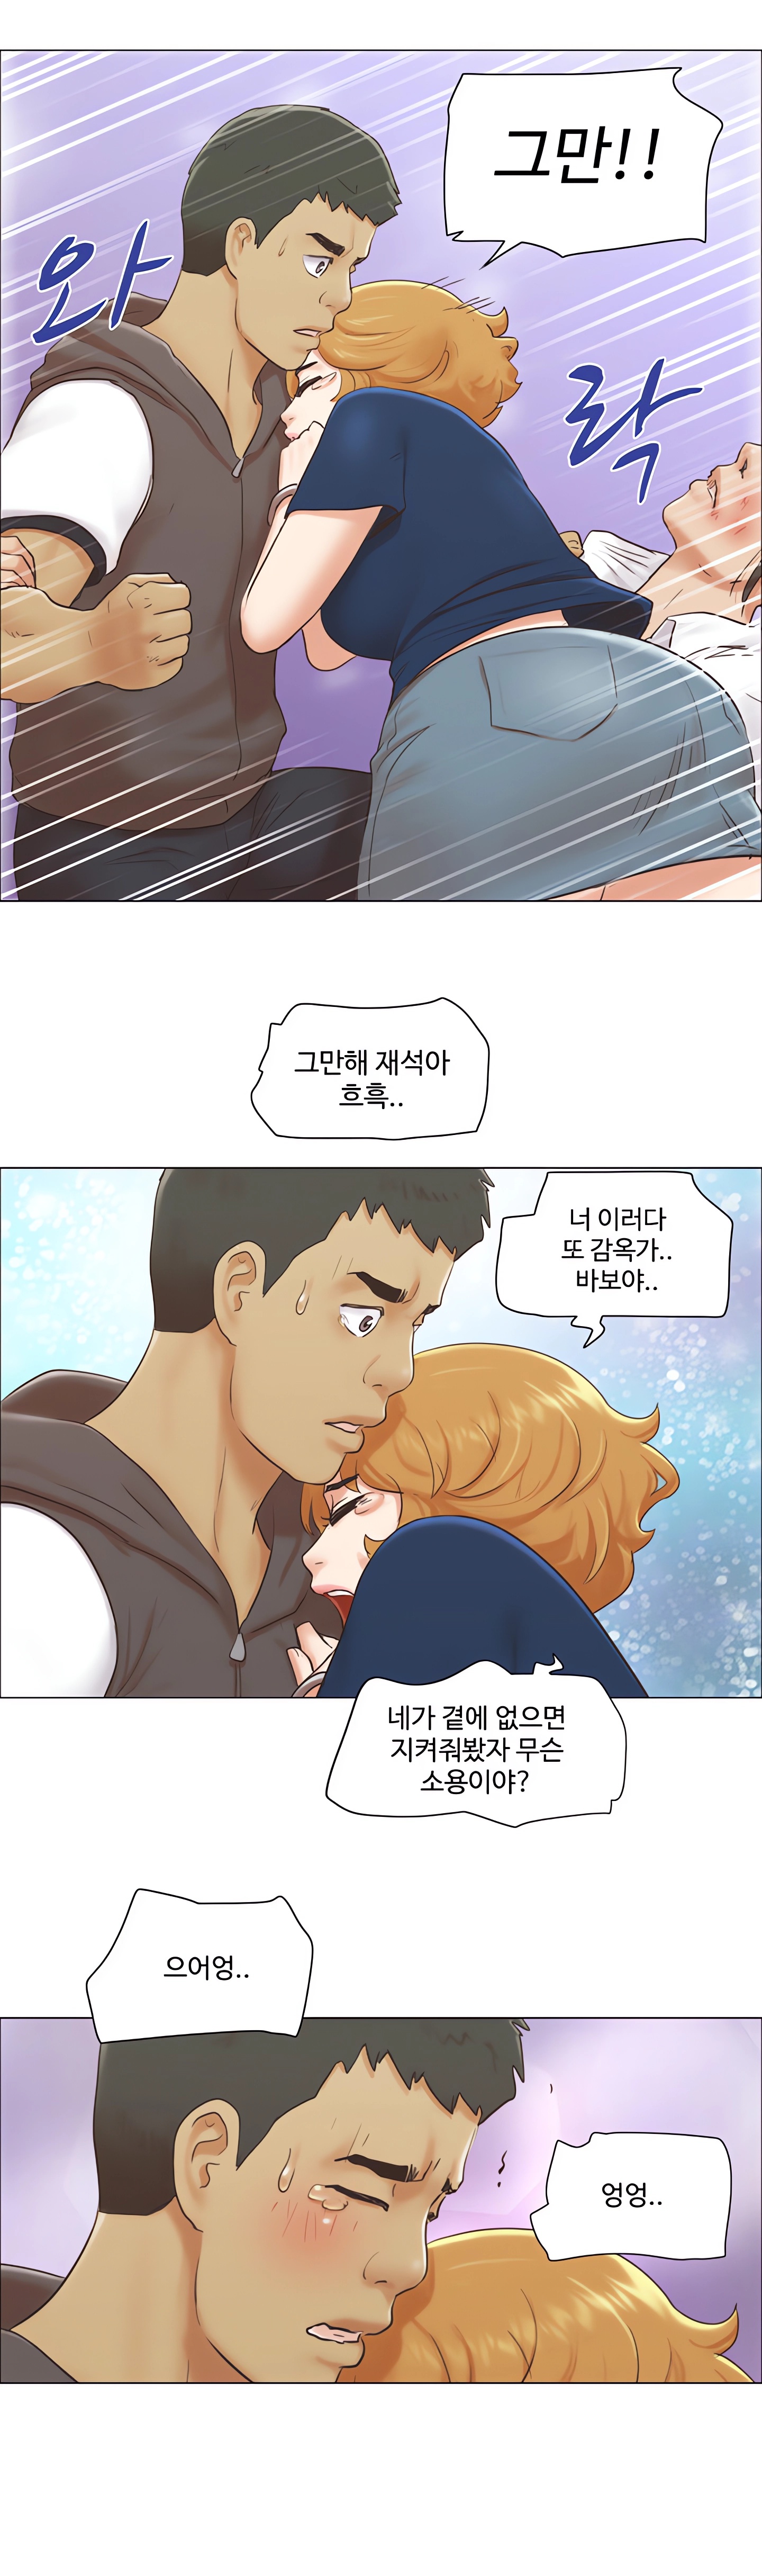 그만!!
와
락
그만해 재석아
흐흑..
너 이러다
또 감옥가..
바보야..
네가 곁에 없으면
지켜줘봤자 무슨
소용이야?
으어엉..
엉엉..